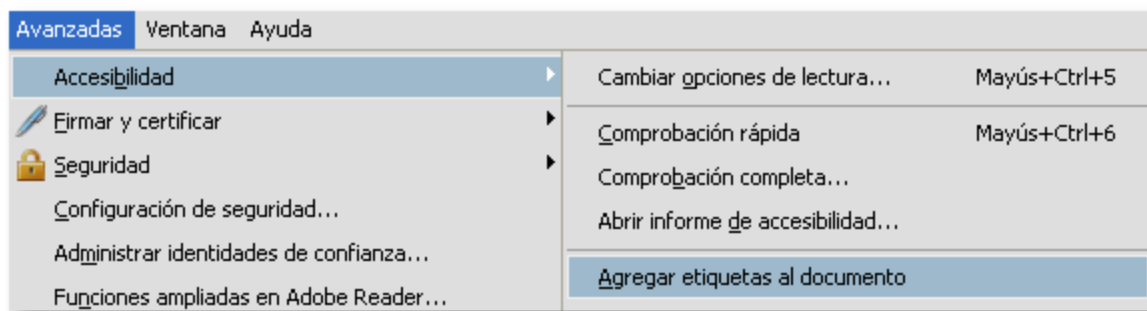 Avanzadas Ventana Ayuda
Accesibilidad
Firmar y certificar
Seguridad
Configuración de seguridad...
Administrar identidades de confianza...
Funciones ampliadas en Adobe Reader...
Cambiar opciones de lectura... Mayús+Ctrl+5
Comprobación rápida Mayús+Ctrl+6
Comprobación completa...
Abrir informe de accesibilidad...
Agregar etiquetas al documento